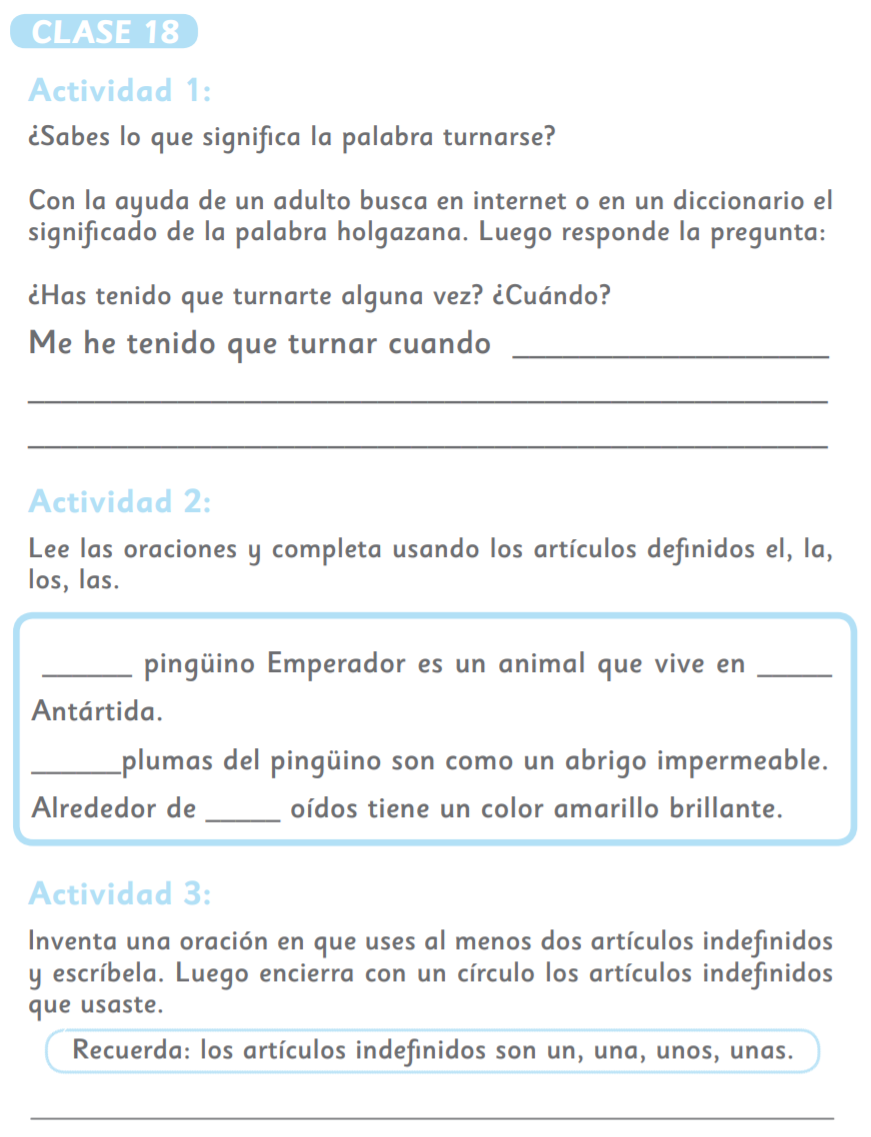 CLASE 18
Actividad 1:
¿Sabes lo que significa la palabra turnarse?
Con la ayuda de un adulto busca en internet o en un diccionario el
significado de la palabra holgazana. Luego responde la pregunta:
¿Has tenido que turnarte alguna vez? ¿Cuándo?
Me he tenido que turnar cuando ___________________
________________________________________________
________________________________________________
Actividad 2:
Lee las oraciones y completa usando los artículos definidos el, la,
los, las.
______ pingüino Emperador es un animal que vive en _____
Antártida.
______plumas del pingüino son como un abrigo impermeable.
Alrededor de _____ oídos tiene un color amarillo brillante.
Actividad 3:
Inventa una oración en que uses al menos dos artículos indefinidos
y escríbela. Luego encierra con un círculo los artículos indefinidos
que usaste.
Recuerda: los artículos indefinidos son un, una, unos, unas.